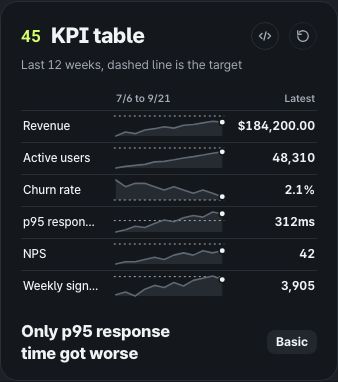 45 KPI table
Last 12 weeks, dashed line is the target
7/6 to 9/21 Latest
Revenue $184,200.00
Active users 48,310
Churn rate 2.1%
p95 respon... 312ms
NPS 42
Weekly sign... 3,905
Only p95 response
time got worse
Basic